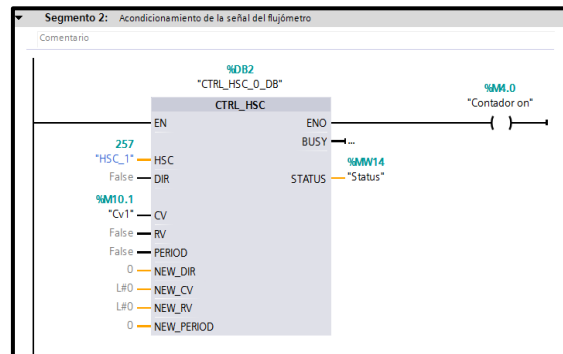 Segmento 2: Acondicionamiento de la señal del flujómetro
Comentario
%DB2
"CTRL_HSC_0_DB"
CTRL_HSC
%M4.0
"Contador on"
EN
ENO
( )
BUSY ...
257
"HSC_1"
HSC
%MW14
"Status"
STATUS
False
DIR
%M10.1
"Cv1"
CV
False
RV
False
PERIOD
0
NEW_DIR
L#0
NEW_CV
L#0
NEW_RV
0
NEW_PERIOD